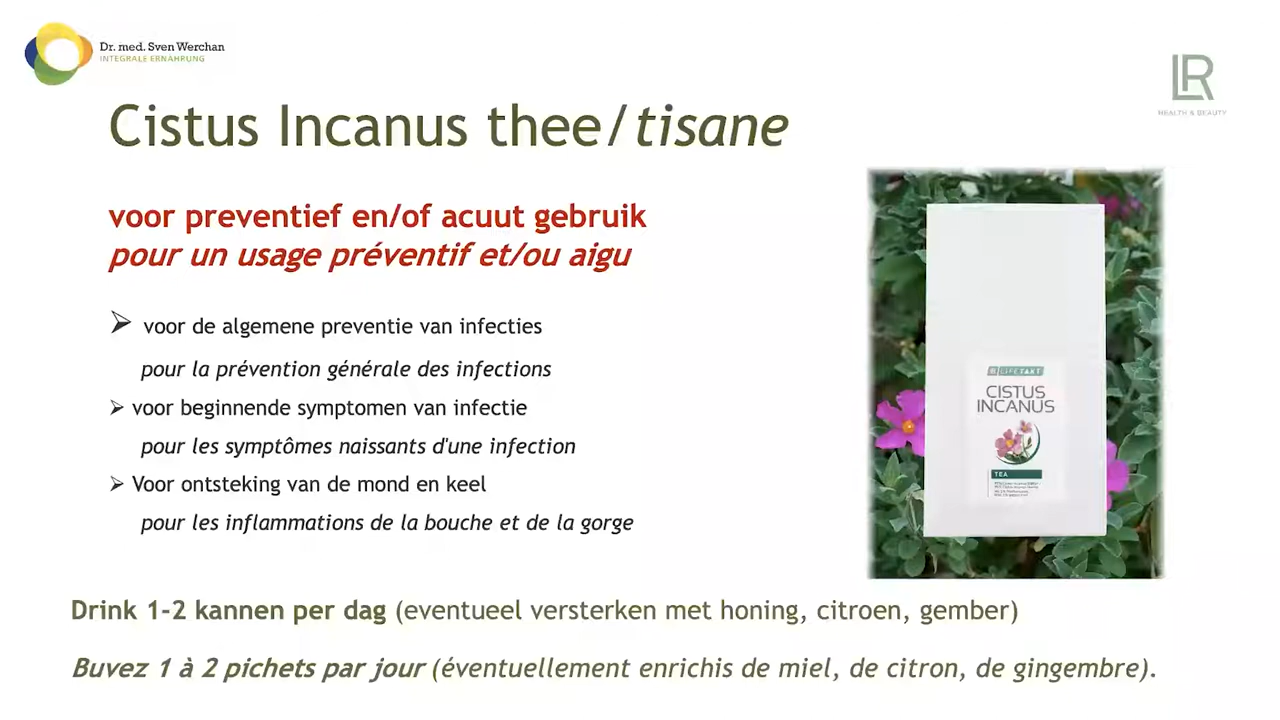 Dr. med. Sven Werchan
INTEGRALE ERNÄHRUNG
LR
HEALTH & BEAUTY
Cistus Incanus thee/tisane
voor preventief en/of acuut gebruik
pour un usage préventif et/ou aigu
➢ voor de algemene preventie van infecties
pour la prévention générale des infections
➢ voor beginnende symptomen van infectie
pour les symptômes naissants d'une infection
➢ Voor ontsteking van de mond en keel
pour les inflammations de la bouche et de la gorge
LR LIFETAKT
CISTUS
INCANUS
TEA
Drink 1-2 kannen per dag (eventueel versterken met honing, citroen, gember)
Buvez 1 à 2 pichets par jour (éventuellement enrichis de miel, de citron, de gingembre).